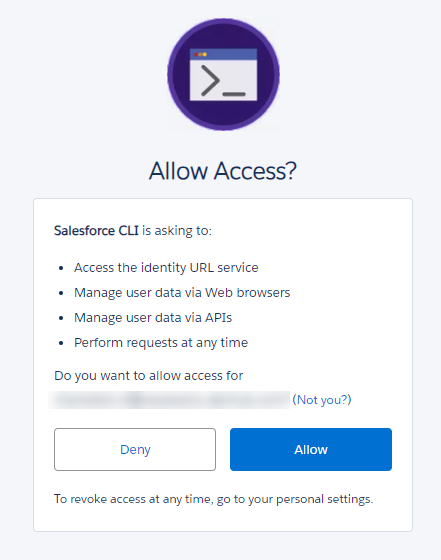 Allow Access?
Salesforce CLI is asking to:
• Access the identity URL service
• Manage user data via Web browsers
• Manage user data via APIs
• Perform requests at any time
Do you want to allow access for
(Not you?)
Deny
Allow
To revoke access at any time, go to your personal settings.